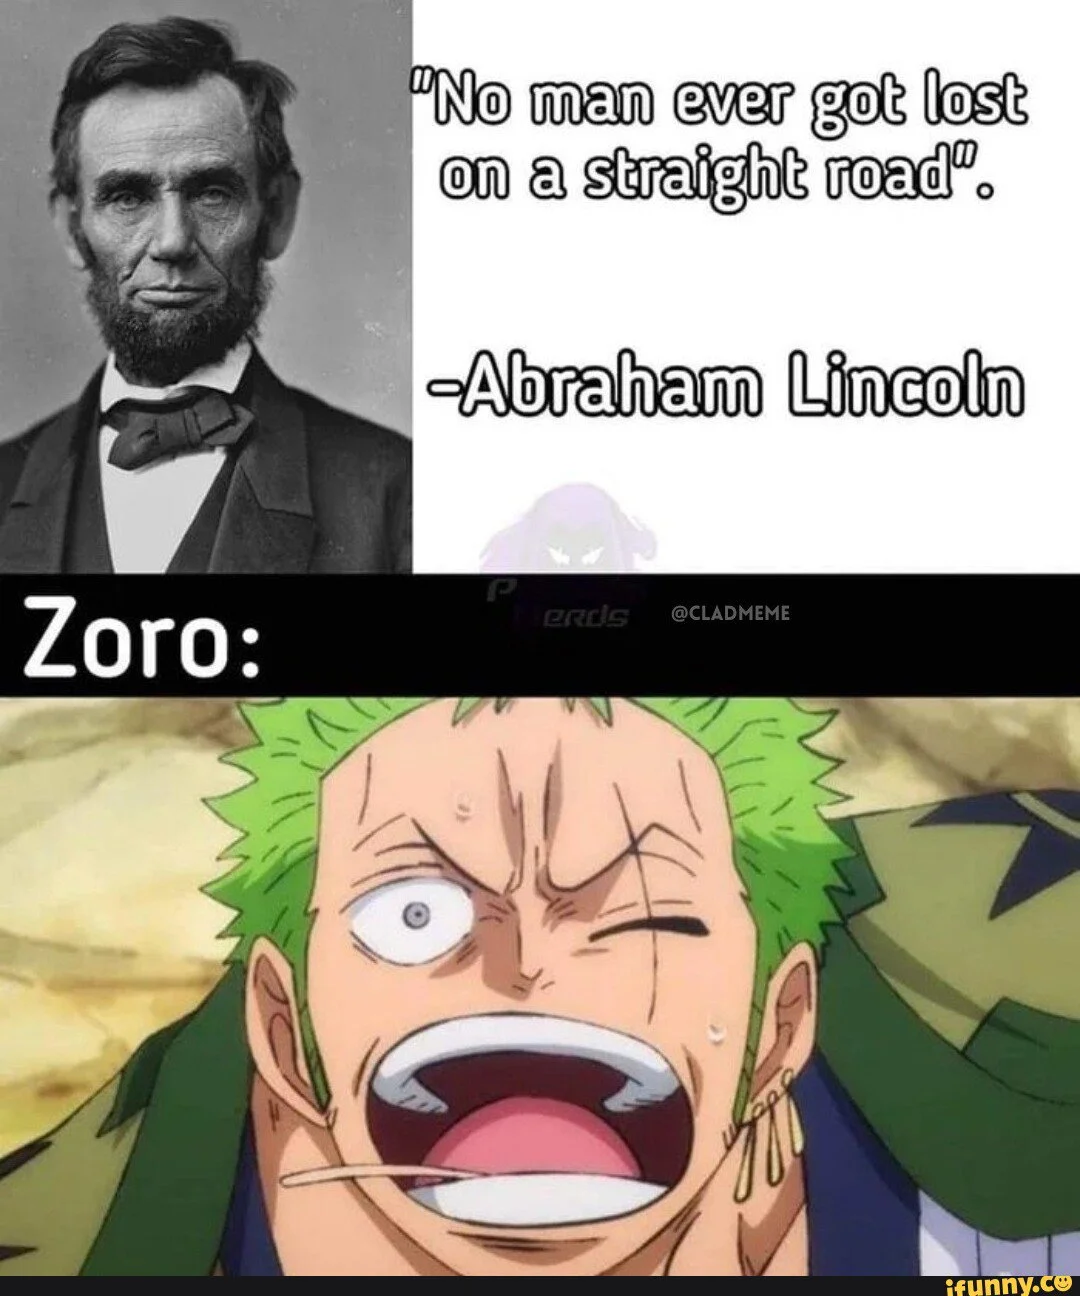 "No man ever got lost
on a straight road".
-Abraham Lincoln
Zoro:
@CLADMEME
ifunny.co